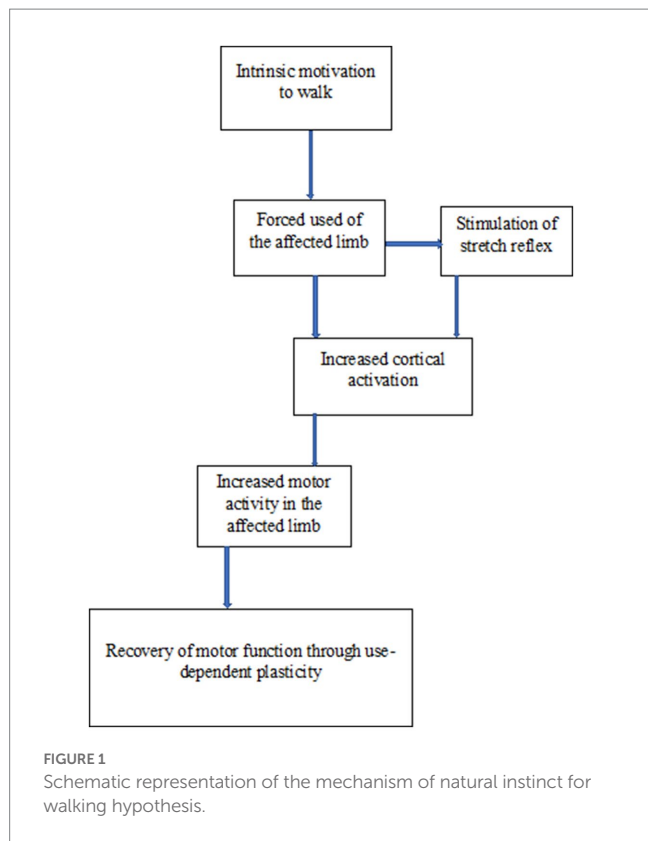 Intrinsic motivation
to walk
Forced used of
the affected limb
Stimulation of
stretch reflex
Increased cortical
activation
Increased motor
activity in the
affected limb
Recovery of motor function through use-
dependent plasticity
FIGURE 1
Schematic representation of the mechanism of natural instinct for
walking hypothesis.